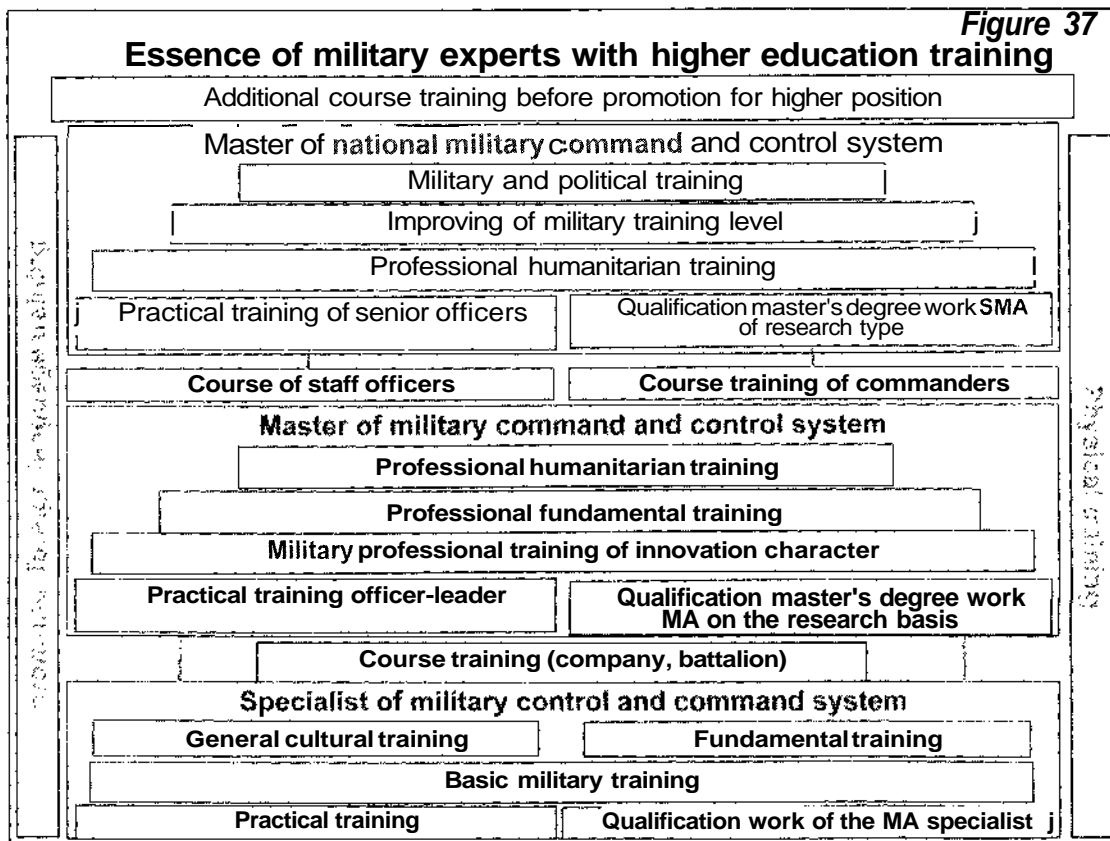 Figure 37
Essence of military experts with higher education training
Additional course training before promotion for higher position
Master of national military command and control system
Military and political training
Improving of military training level
Professional humanitarian training
Practical training of senior officers
Qualification master's degree work SMA
of research type
Course of staff officers
Course training of commanders
Master of military command and control system
Professional humanitarian training
Professional fundamental training
Military professional training of innovation character
Practical training officer-leader
Qualification master's degree work
MA on the research basis
Course training (company, battalion)
Specialist of military control and command system
General cultural training
Fundamental training
Basic military training
Practical training
Qualification work of the MA specialist
Physical training